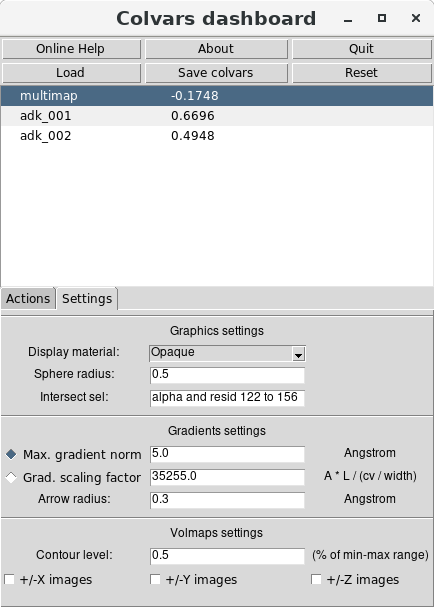 Colvars dashboard
Online Help About Quit
Load Save colvars Reset
multimap -0.1748
adk_001 0.6696
adk_002 0.4948
Actions Settings
Graphics settings
Display material: Opaque
Sphere radius: 0.5
Intersect sel: alpha and resid 122 to 156
Gradients settings
Max. gradient norm 5.0 Angstrom
Grad. scaling factor 35255.0 A * L / (cv / width)
Arrow radius: 0.3 Angstrom
Volmaps settings
Contour level: 0.5 (% of min-max range)
+/-X images +/-Y images +/-Z images